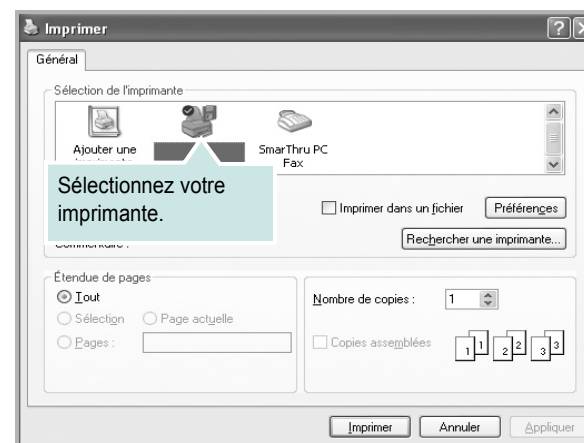 Imprimer
Général
Sélection de l'imprimante
Ajouter une
SmarThru PC
Fax
Sélectionnez votre
imprimante.
Imprimer dans un fichier
Préférences
Rechercher une imprimante...
Étendue de pages
Tout
Sélection
Page actuelle
Pages :
Nombre de copies :
1
Copies assemblées
1 1 2 2 3 3
Imprimer
Annuler
Appliquer